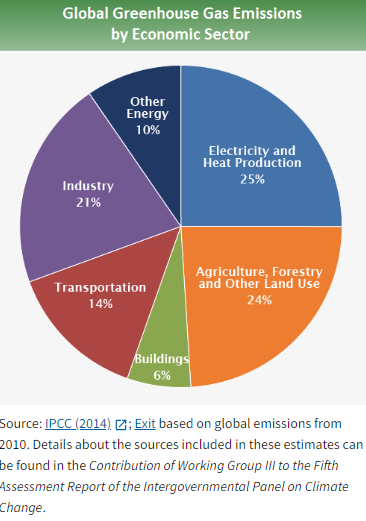 Global Greenhouse Gas Emissions
by Economic Sector
Other
Energy
10%
Electricity and
Heat Production
25%
Industry
21%
Agriculture, Forestry
and Other Land Use
24%
Transportation
14%
Buildings
6%
Source: IPCC (2014) ; Exit based on global emissions from
2010. Details about the sources included in these estimates can
be found in the Contribution of Working Group III to the Fifth
Assessment Report of the Intergovernmental Panel on Climate
Change.